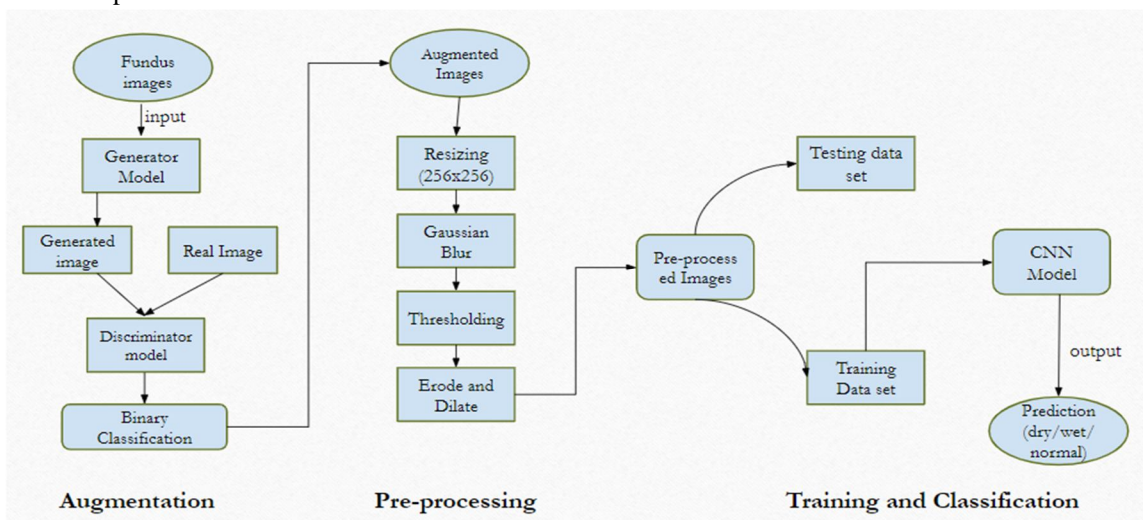 Fundus
images
input
Generator
Model
Generated
image
Real Image
Discriminator
model
Binary
Classification
Augmentation
Augmented
Images
Resizing
(256x256)
Gaussian
Blur
Thresholding
Erode and
Dilate
Pre-processing
Pre-process
ed Images
Testing data
set
Training
Data set
CNN
Model
output
Prediction
(dry/wet/
normal)
Training and Classification